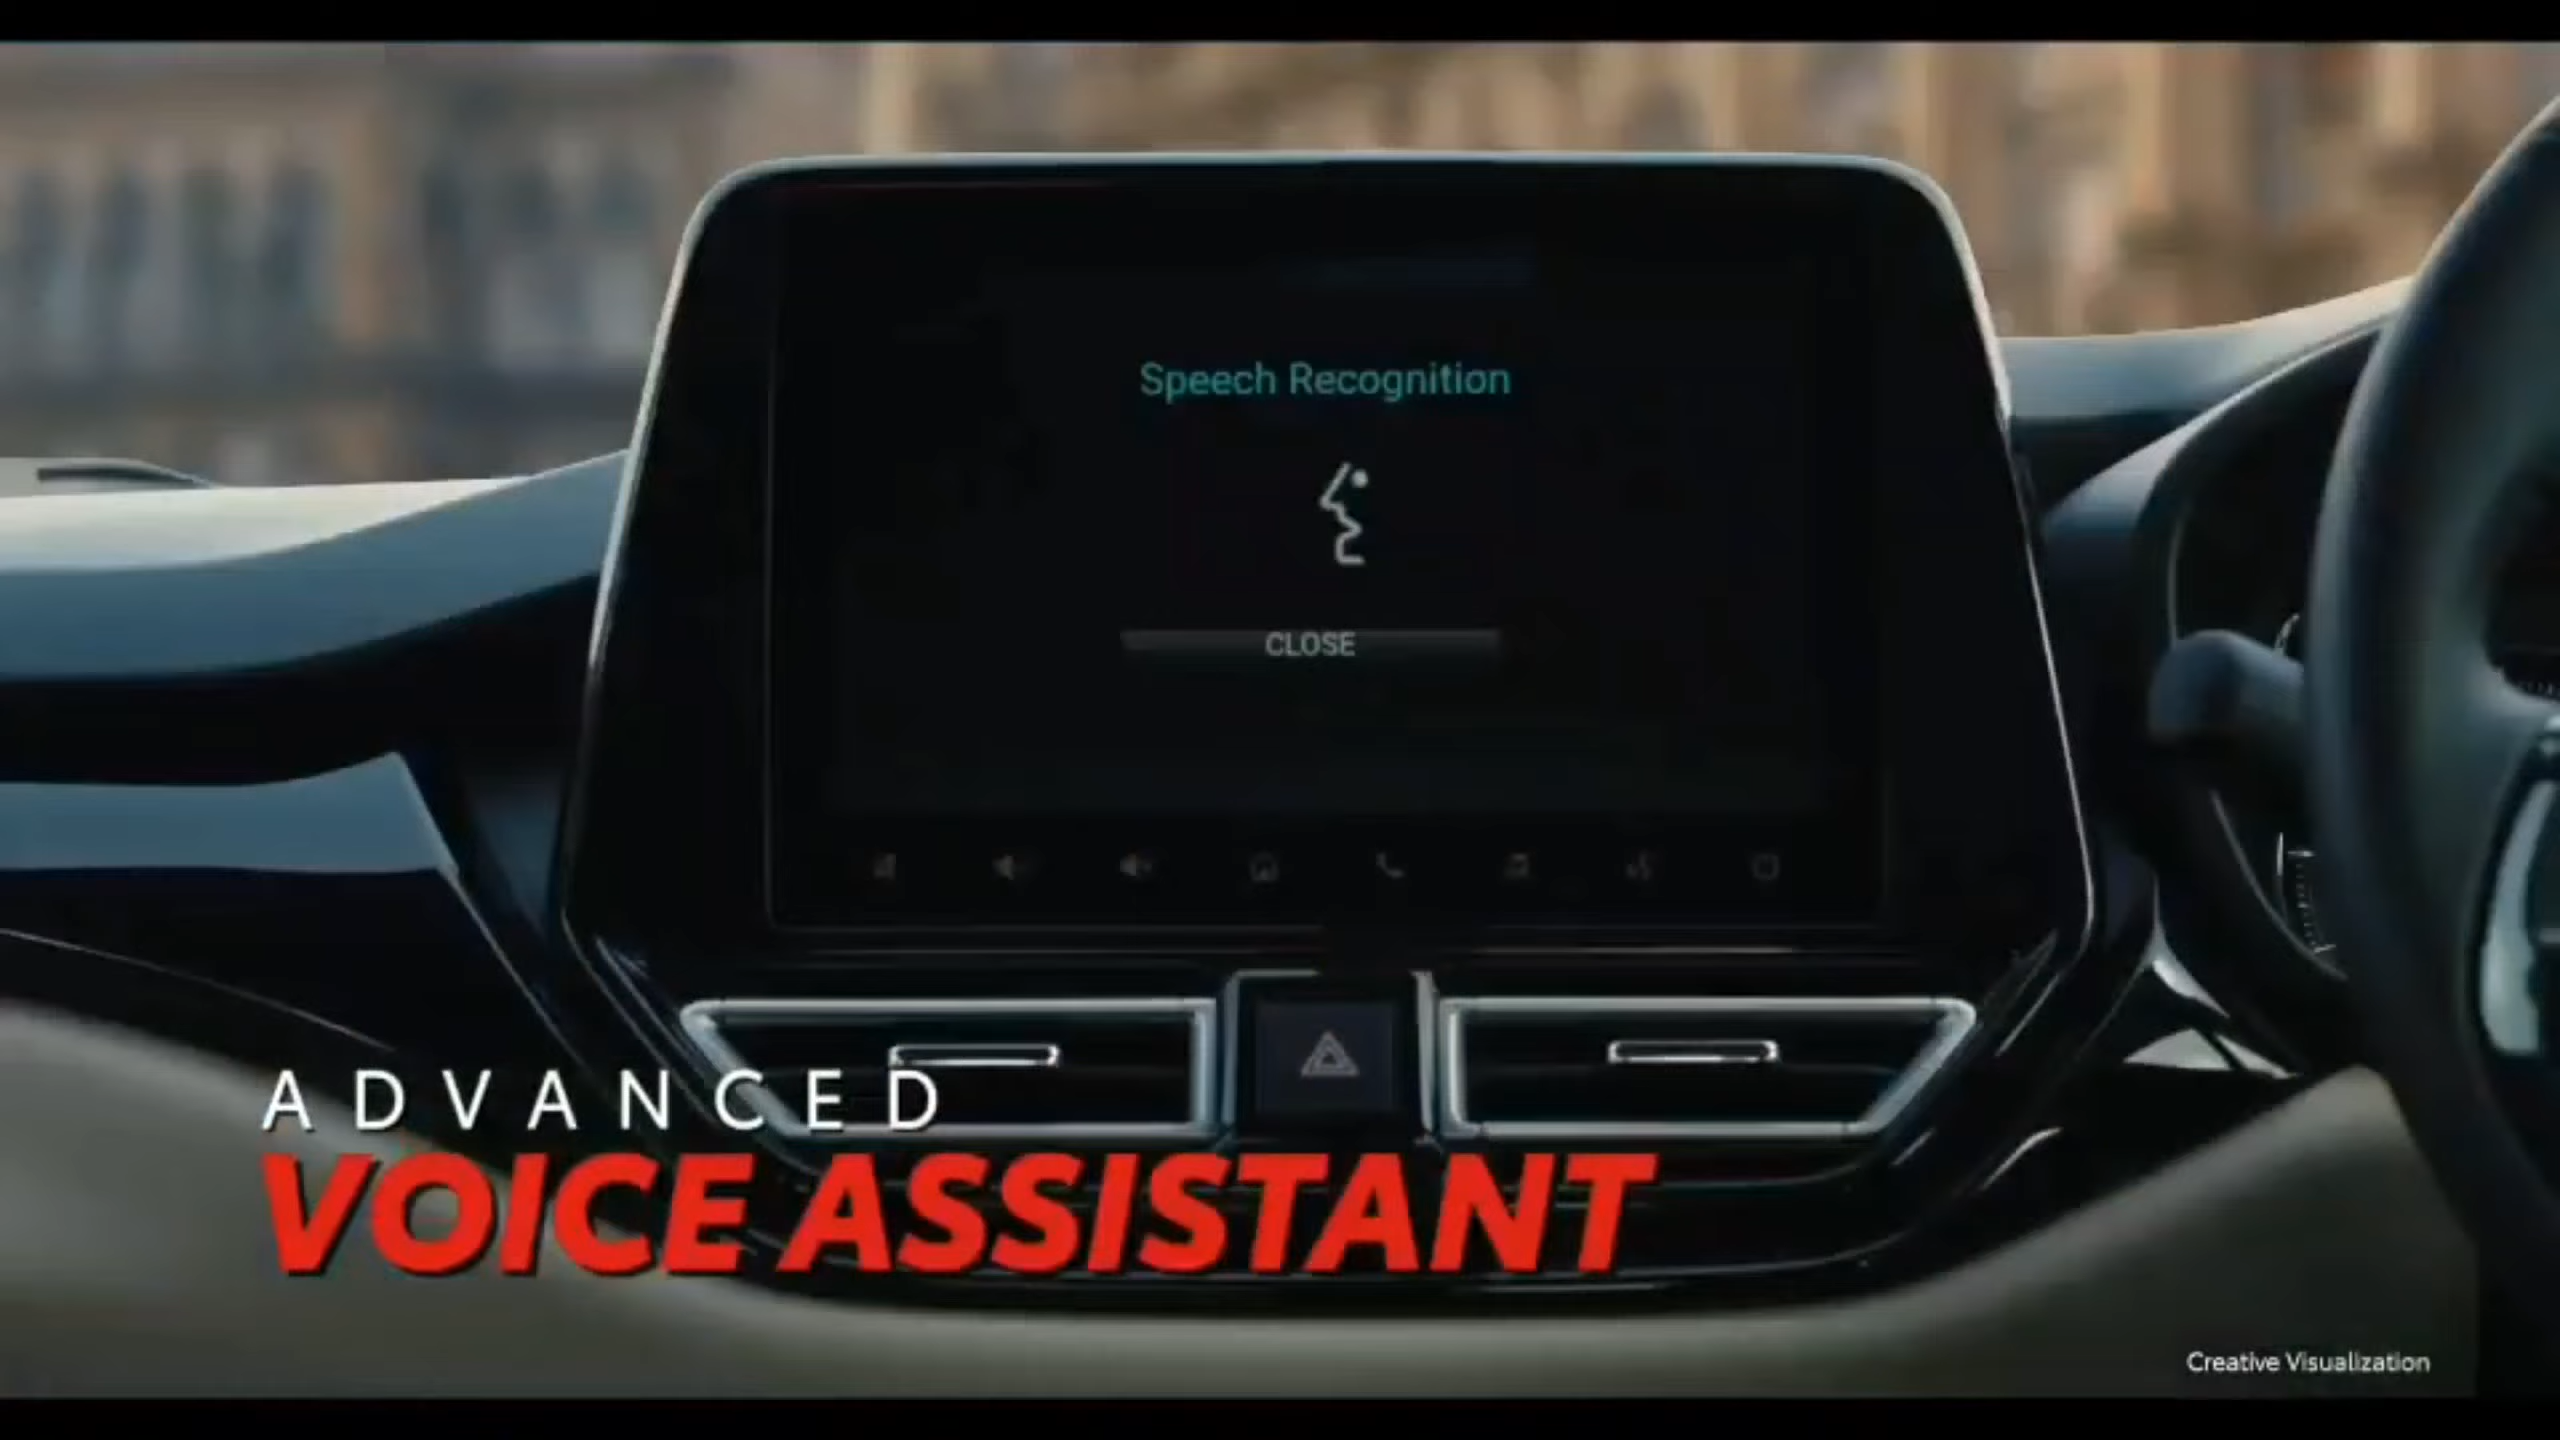 Speech Recognition
CLOSE
ADVANCED
VOICE ASSISTANT
Creative Visualization